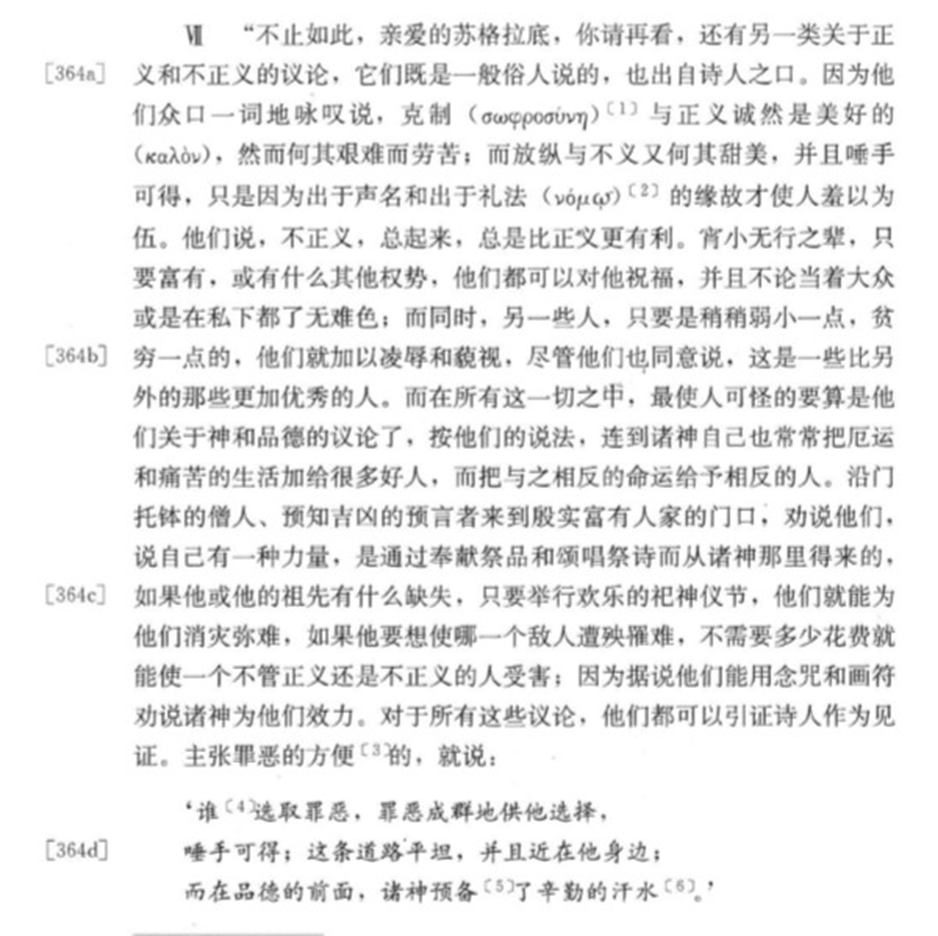 Ⅶ “不止如此，亲爱的苏格拉底，你请再看，还有另一类关于正
[364a] 义和不正义的议论，它们既是一般俗人说的，也出自诗人之口。因为他
们众口一词地咏叹说，克制（σωφροσύνη）〔1〕与正义诚然是美好的
（καλὸν），然而何其艰难而劳苦；而放纵与不义又何其甜美，并且唾手
可得，只是因为出于声名和出于礼法（νόμῳ）〔2〕的缘故才使人羞以为
伍。他们说，不正义，总起来，总是比正义更有利。宵小无行之辈，只
要富有，或有什么其他权势，他们都可以对他祝福，并且不论当着大众
或是在私下都了无难色；而同时，另一些人，只要是稍稍弱小一点，贫
[364b] 穷一点的，他们就加以凌辱和藐视，尽管他们也同意说，这是一些比另
外的那些更加优秀的人。而在所有这一切之中，最使人可怪的要算是他
们关于神和品德的议论了，按他们的说法，连到诸神自己也常常把厄运
和痛苦的生活加给很多好人，而把与之相反的命运给予相反的人。沿门
托钵的僧人、预知吉凶的预言者来到殷实富有人家的门口，劝说他们，
说自己有一种力量，是通过奉献祭品和颂唱祭诗而从诸神那里得来的，
[364c] 如果他或他的祖先有什么缺失，只要举行欢乐的祀神仪节，他们就能为
他们消灾弥难，如果他要想使哪一个敌人遭殃罹难，不需要多少花费就
能使一个不管正义还是不正义的人受害；因为据说他们能用念咒和画符
劝说诸神为他们效力。对于所有这些议论，他们都可以引证诗人作为见
证。主张罪恶的方便〔3〕的，就说：
‘谁〔4〕选取罪恶，罪恶成群地供他选择，
[364d] 唾手可得；这条道路平坦，并且近在他身边；
而在品德的前面，诸神预备〔5〕了辛勤的汗水〔6〕。’